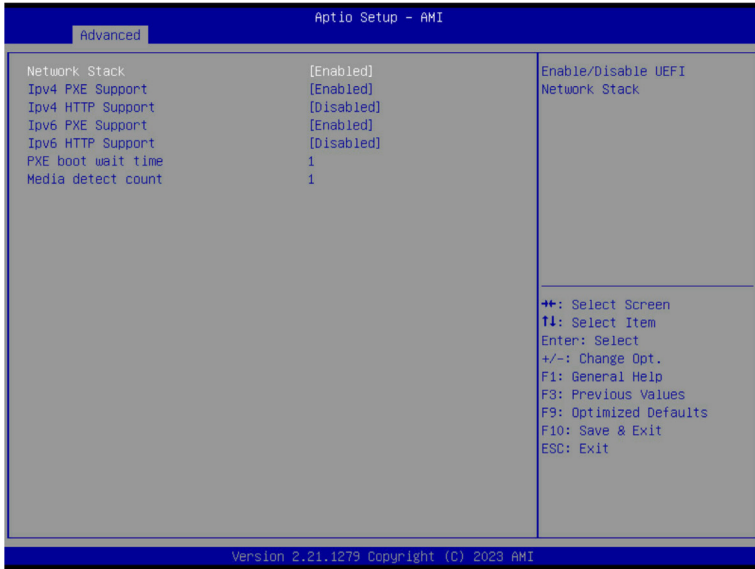 Aptio Setup – AMI
Advanced
Network Stack [Enabled]
Ipv4 PXE Support [Enabled]
Ipv4 HTTP Support [Disabled]
Ipv6 PXE Support [Enabled]
Ipv6 HTTP Support [Disabled]
PXE boot wait time 1
Media detect count 1
Enable/Disable UEFI
Network Stack
→←: Select Screen
↑↓: Select Item
Enter: Select
+/-: Change Opt.
F1: General Help
F3: Previous Values
F9: Optimized Defaults
F10: Save & Exit
ESC: Exit
Version 2.21.1279 Copyright (C) 2023 AMI